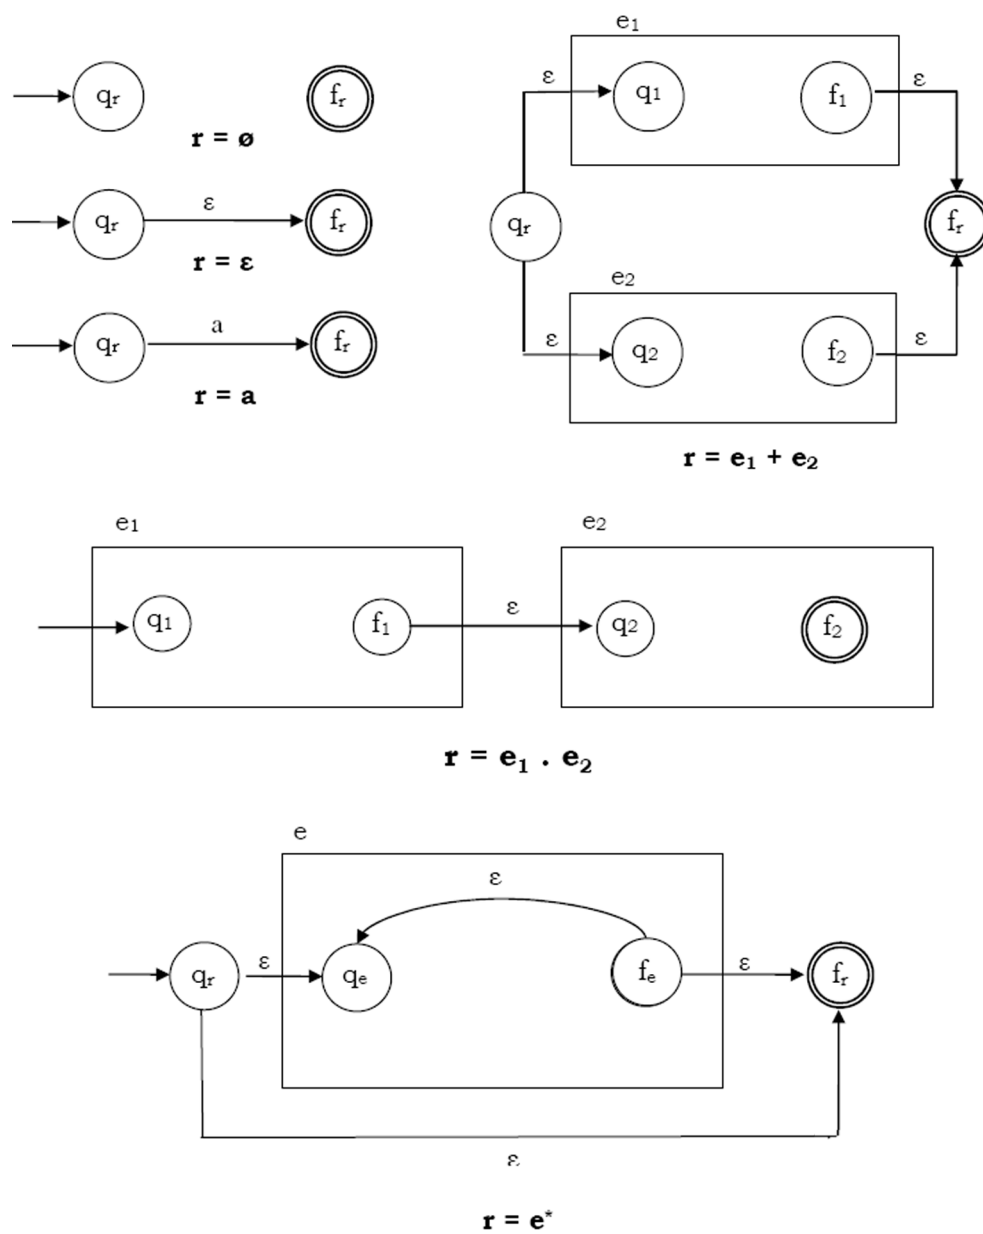 qr fr
r = ø
ε
qr fr
r = ε
a
qr fr
r = a
e1
ε q1 f1 ε
qr fr
e2
ε q2 f2 ε
r = e1 + e2
e1 e2
q1 f1 ε q2 f2
r = e1 . e2
e
ε
qr ε qe fe ε fr
ε
r = e*